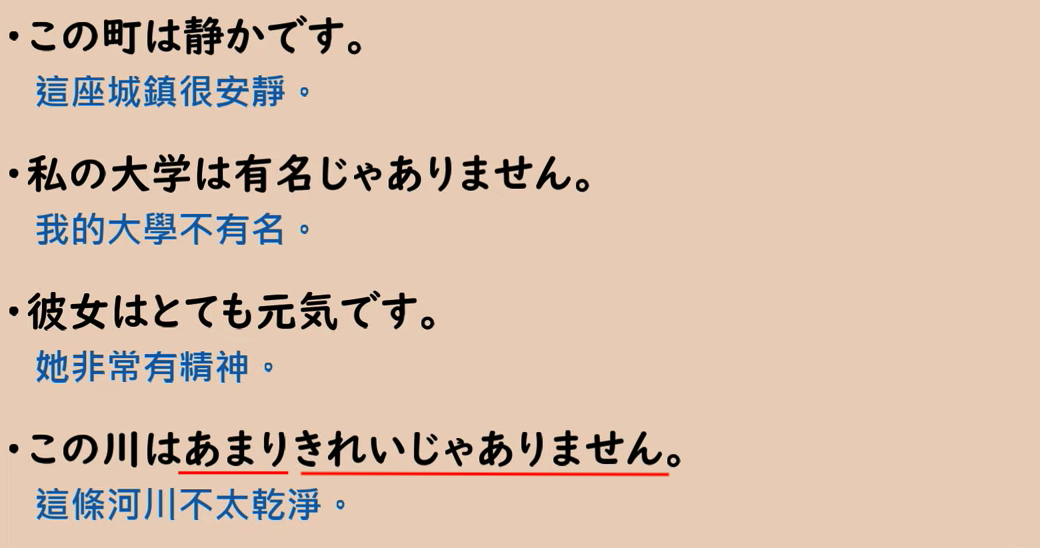 ・この町は静かです。
這座城鎮很安靜。
・私の大学は有名じゃありません。
我的大學不有名。
・彼女はとても元気です。
她非常有精神。
・この川はあまりきれいじゃありません。
這條河川不太乾淨。